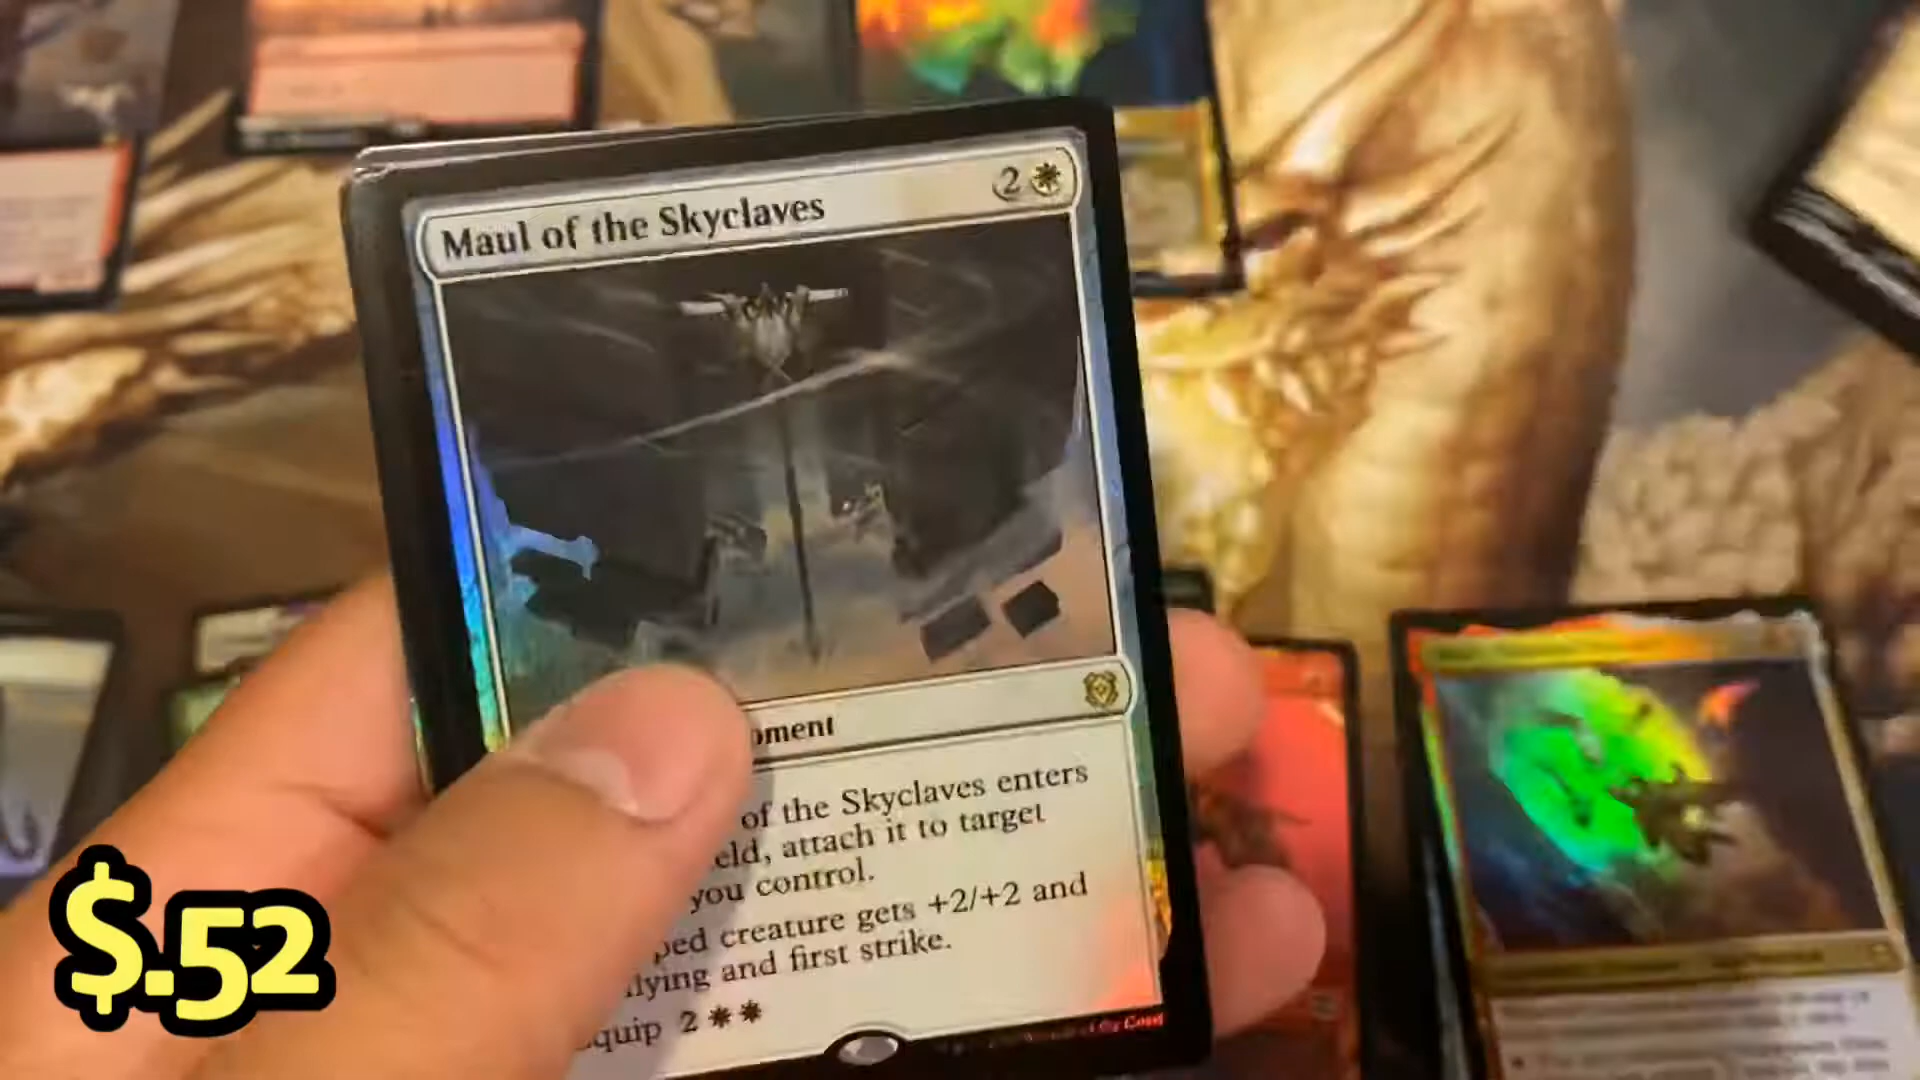 Maul of the Skyclaves 2
oment
of the Skyclaves enters
eld, attach it to target
you control.
ped creature gets +2/+2 and
flying and first strike.
quip 2
$.52